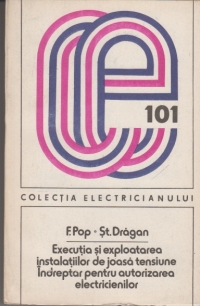 101
COLECȚIA ELECTRICIANULUI
F. Pop • Șt. Drăgan
Execuția și exploatarea
instalațiilor de joasă tensiune
Îndreptar pentru autorizarea
electricienilor